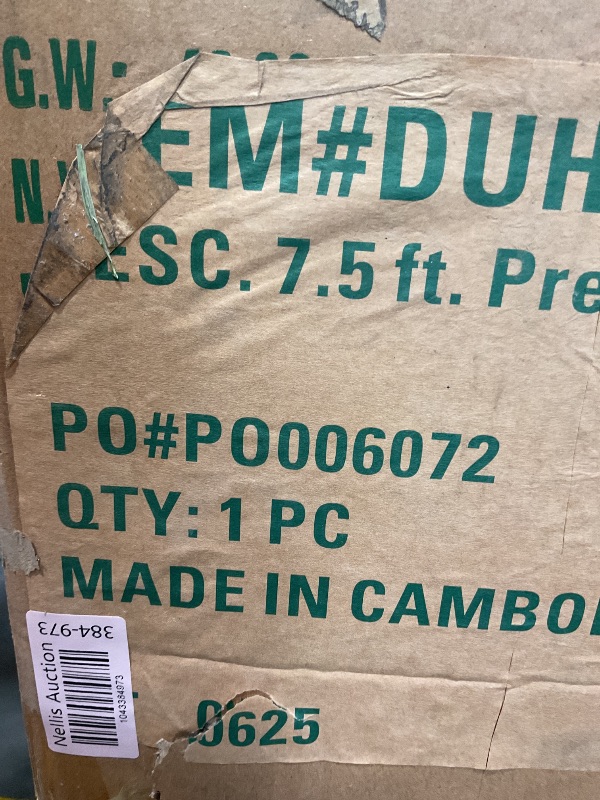 G.W.:
EM#DUH
ESC. 7.5 ft. Pre
PO#PO006072
QTY: 1 PC
MADE IN CAMBO
0625
Nellis Auction
1043384973
384-973